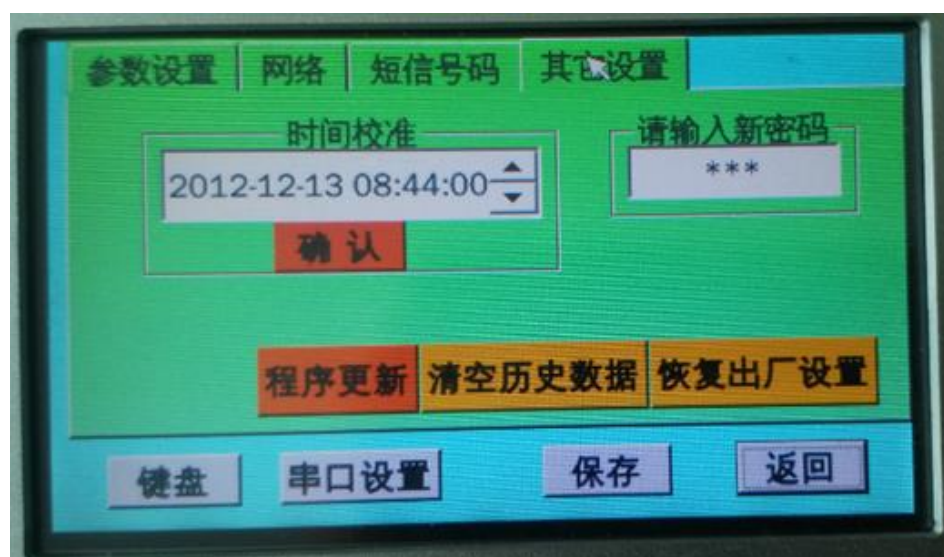 参数设置 网络 短信号码 其它设置
时间校准 请输入新密码
2012-12-13 08:44:00 ***
确认
程序更新 清空历史数据 恢复出厂设置
键盘 串口设置 保存 返回